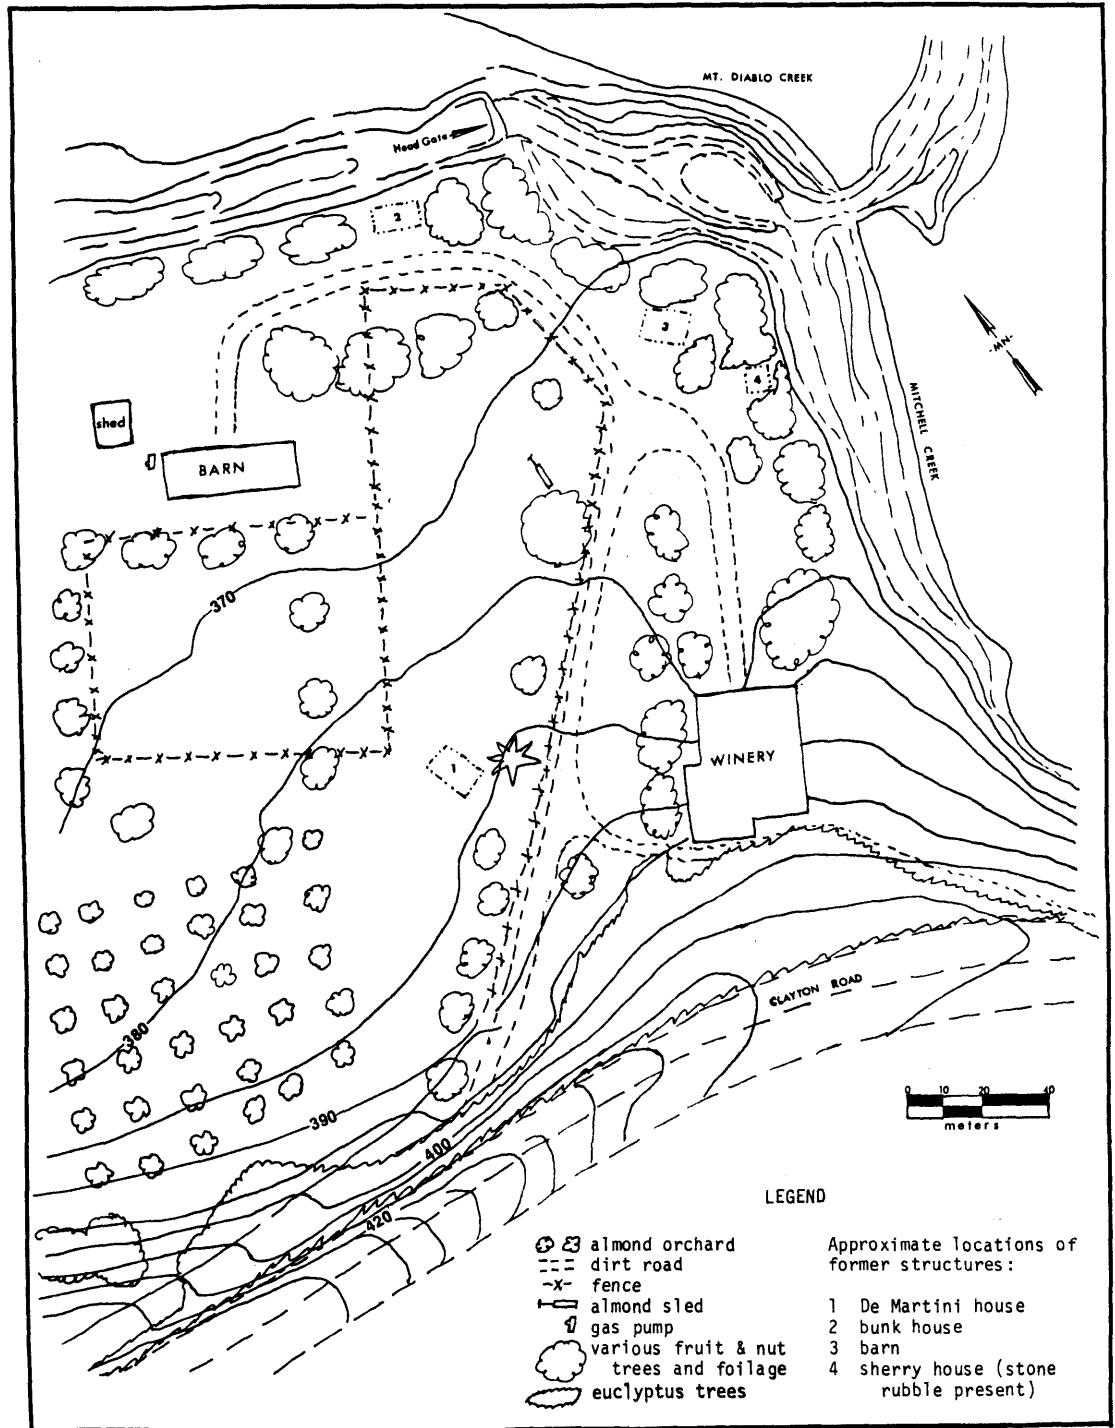 MT. DIABLO CREEK
Head Gate
2
3
4
MN
shed
BARN
MITCHELL CREEK
370
1
WINERY
CLAYTON ROAD
380
390
400
420
0 10 20 40
meters
LEGEND
almond orchard
dirt road
-x- fence
almond sled
gas pump
various fruit & nut
trees and foilage
euclyptus trees
Approximate locations of
former structures:
1 De Martini house
2 bunk house
3 barn
4 sherry house (stone
rubble present)